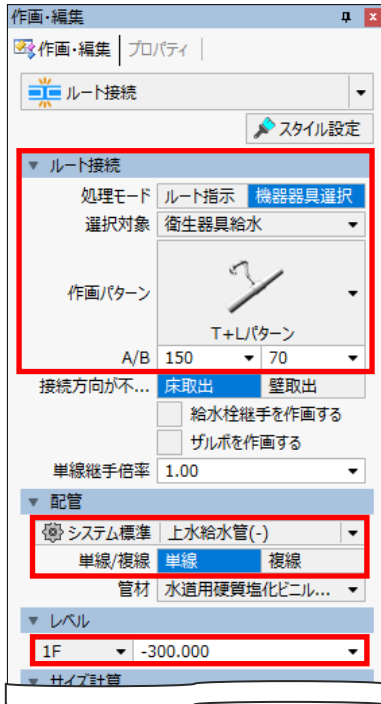 作画・編集
作画・編集 プロパティ
ルート接続
スタイル設定
ルート接続
処理モード ルート指示 機器器具選択
選択対象 衛生器具給水
作画パターン
T+Lパターン
A/B 150 70
接続方向が不... 床取出 壁取出
給水栓継手を作画する
ザルボを作画する
単線継手倍率 1.00
配管
システム標準 上水給水管(-)
単線/複線 単線 複線
管材 水道用硬質塩化ビニル...
レベル
1F -300.000
サイズ計算